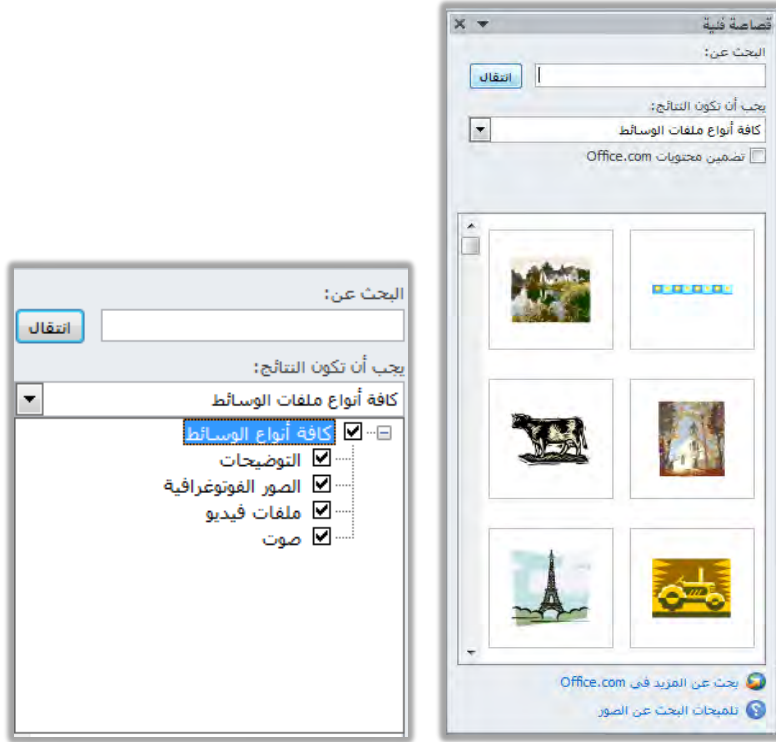 قصاصة فنية
البحث عن:
انتقال
يجب أن تكون النتائج:
كافة أنواع ملفات الوسائط
تضمين محتويات Office.com
بحث عن المزيد في Office.com
تلميحات البحث عن الصور
البحث عن:
انتقال
يجب أن تكون النتائج:
كافة أنواع ملفات الوسائط
كافة أنواع الوسائط
التوضيحات
الصور الفوتوغرافية
ملفات فيديو
صوت